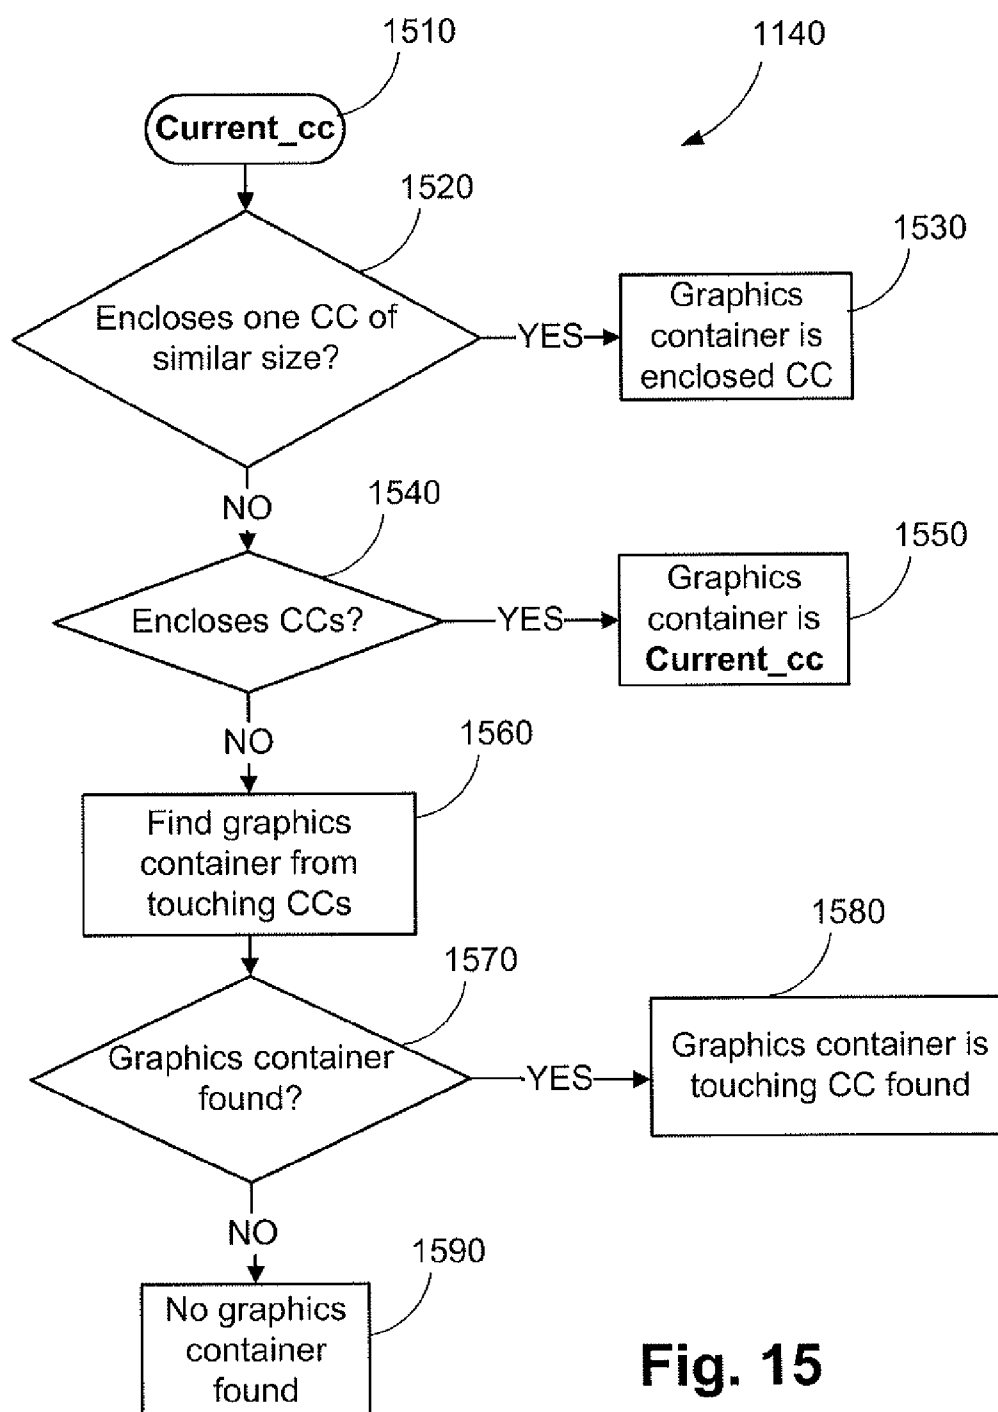 1510
1140
Current_cc
1520
1530
Encloses one CC of
similar size?
YES
Graphics
container is
enclosed CC
NO
1540
1550
Encloses CCs?
YES
Graphics
container is
Current_cc
NO
1560
Find graphics
container from
touching CCs
1570
1580
Graphics container
found?
YES
Graphics container is
touching CC found
NO
1590
No graphics
container
found
Fig. 15